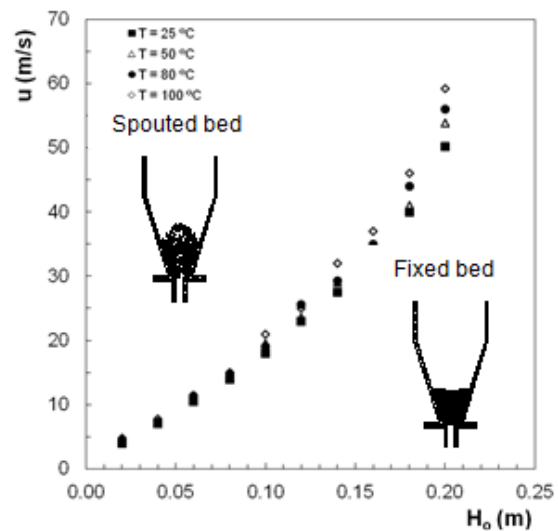 u (m/s)
70
60
50
40
30
20
10
0
T = 25 ºC
T = 50 ºC
T = 80 ºC
T = 100 ºC
Spouted bed
Fixed bed
0.00 0.05 0.10 0.15 0.20 0.25
Ho (m)